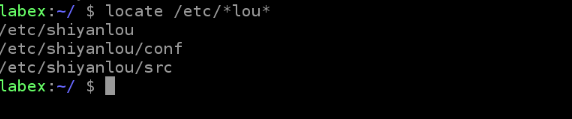 labex:~/ $ locate /etc/*lou*
/etc/shiyanlou
/etc/shiyanlou/conf
/etc/shiyanlou/src
labex:~/ $